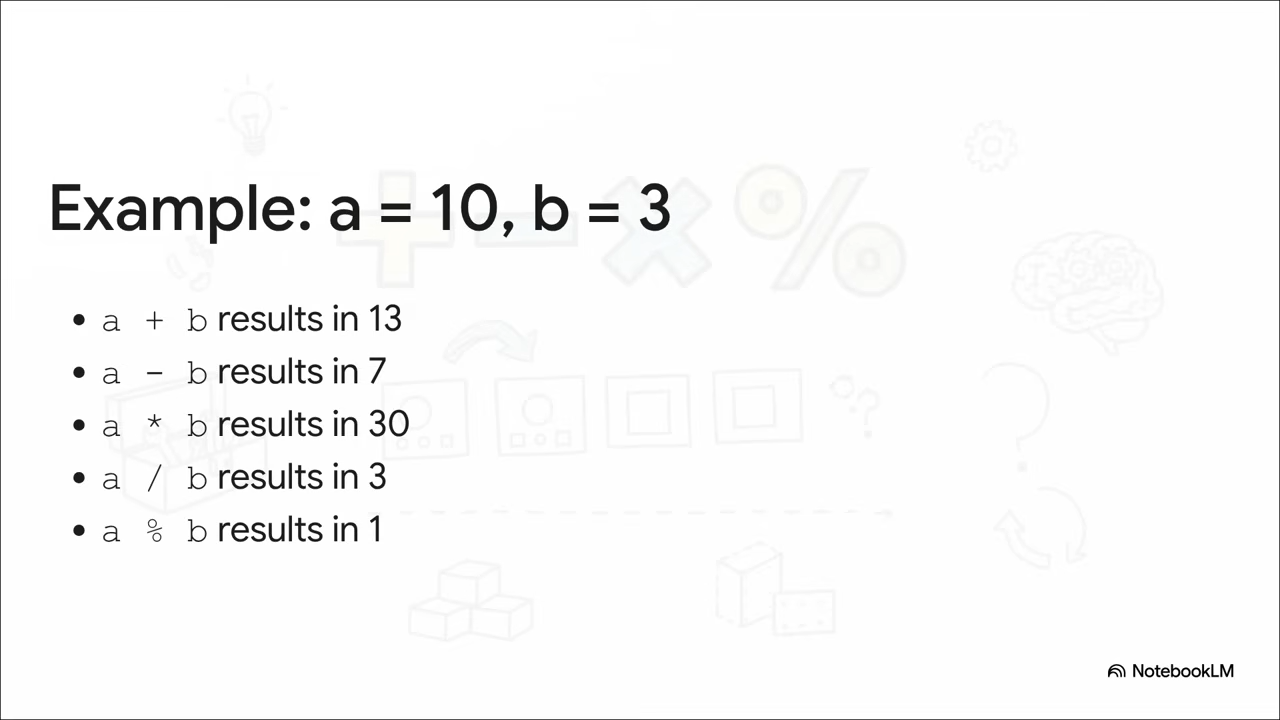 Example: a = 10, b = 3
• a + b results in 13
• a - b results in 7
• a * b results in 30
• a / b results in 3
• a % b results in 1
NotebookLM